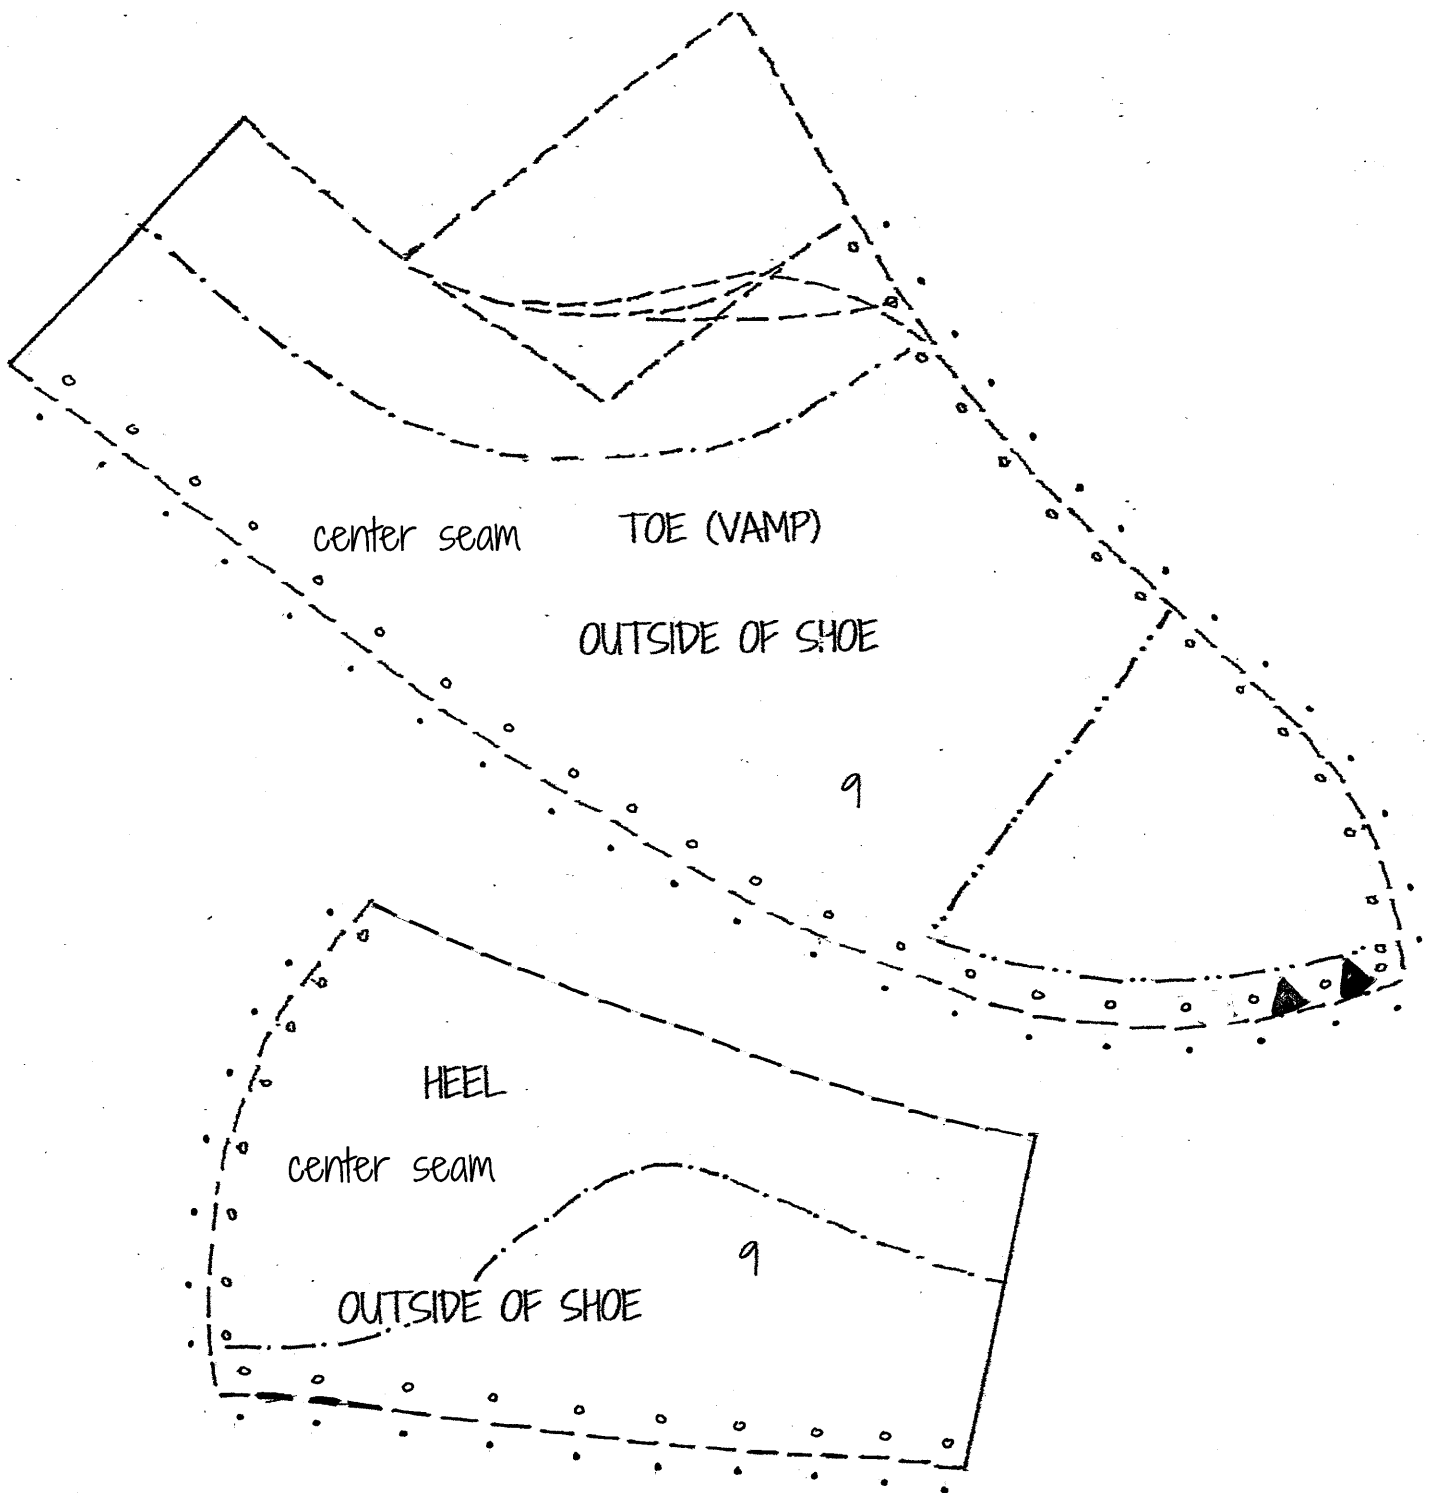 center seam TOE (VAMP)
OUTSIDE OF SHOE
9
HEEL
center seam
9
OUTSIDE OF SHOE